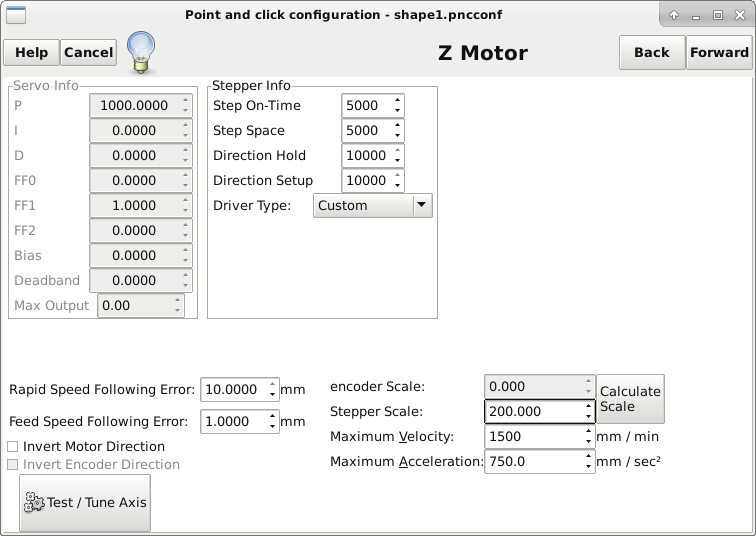 Point and click configuration - shape1.pncconf
Help Cancel Z Motor Back Forward
Servo Info
P 1000.0000
I 0.0000
D 0.0000
FF0 0.0000
FF1 1.0000
FF2 0.0000
Bias 0.0000
Deadband 0.0000
Max Output 0.00
Stepper Info
Step On-Time 5000
Step Space 5000
Direction Hold 10000
Direction Setup 10000
Driver Type: Custom
Rapid Speed Following Error: 10.0000 mm
Feed Speed Following Error: 1.0000 mm
Invert Motor Direction
Invert Encoder Direction
Test / Tune Axis
encoder Scale: 0.000
Stepper Scale: 200.000
Calculate
Scale
Maximum Velocity: 1500 mm / min
Maximum Acceleration: 750.0 mm / sec²